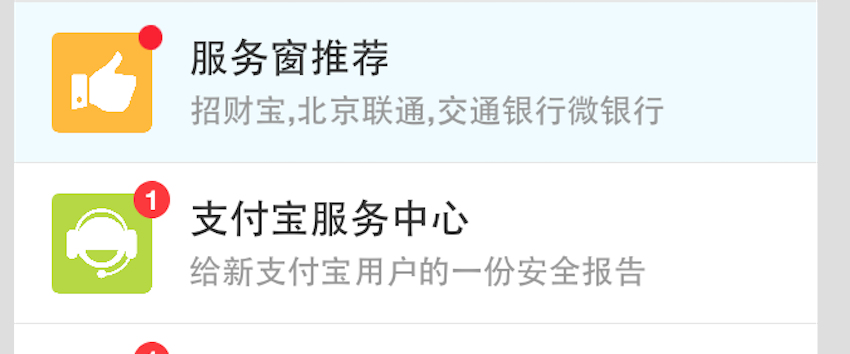 服务窗推荐
招财宝,北京联通,交通银行微银行
1
支付宝服务中心
给新支付宝用户的一份安全报告